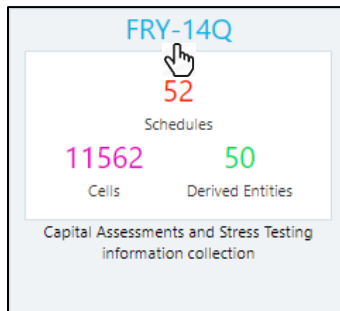 FRY-14Q
52
Schedules
11562 50
Cells Derived Entities
Capital Assessments and Stress Testing
information collection